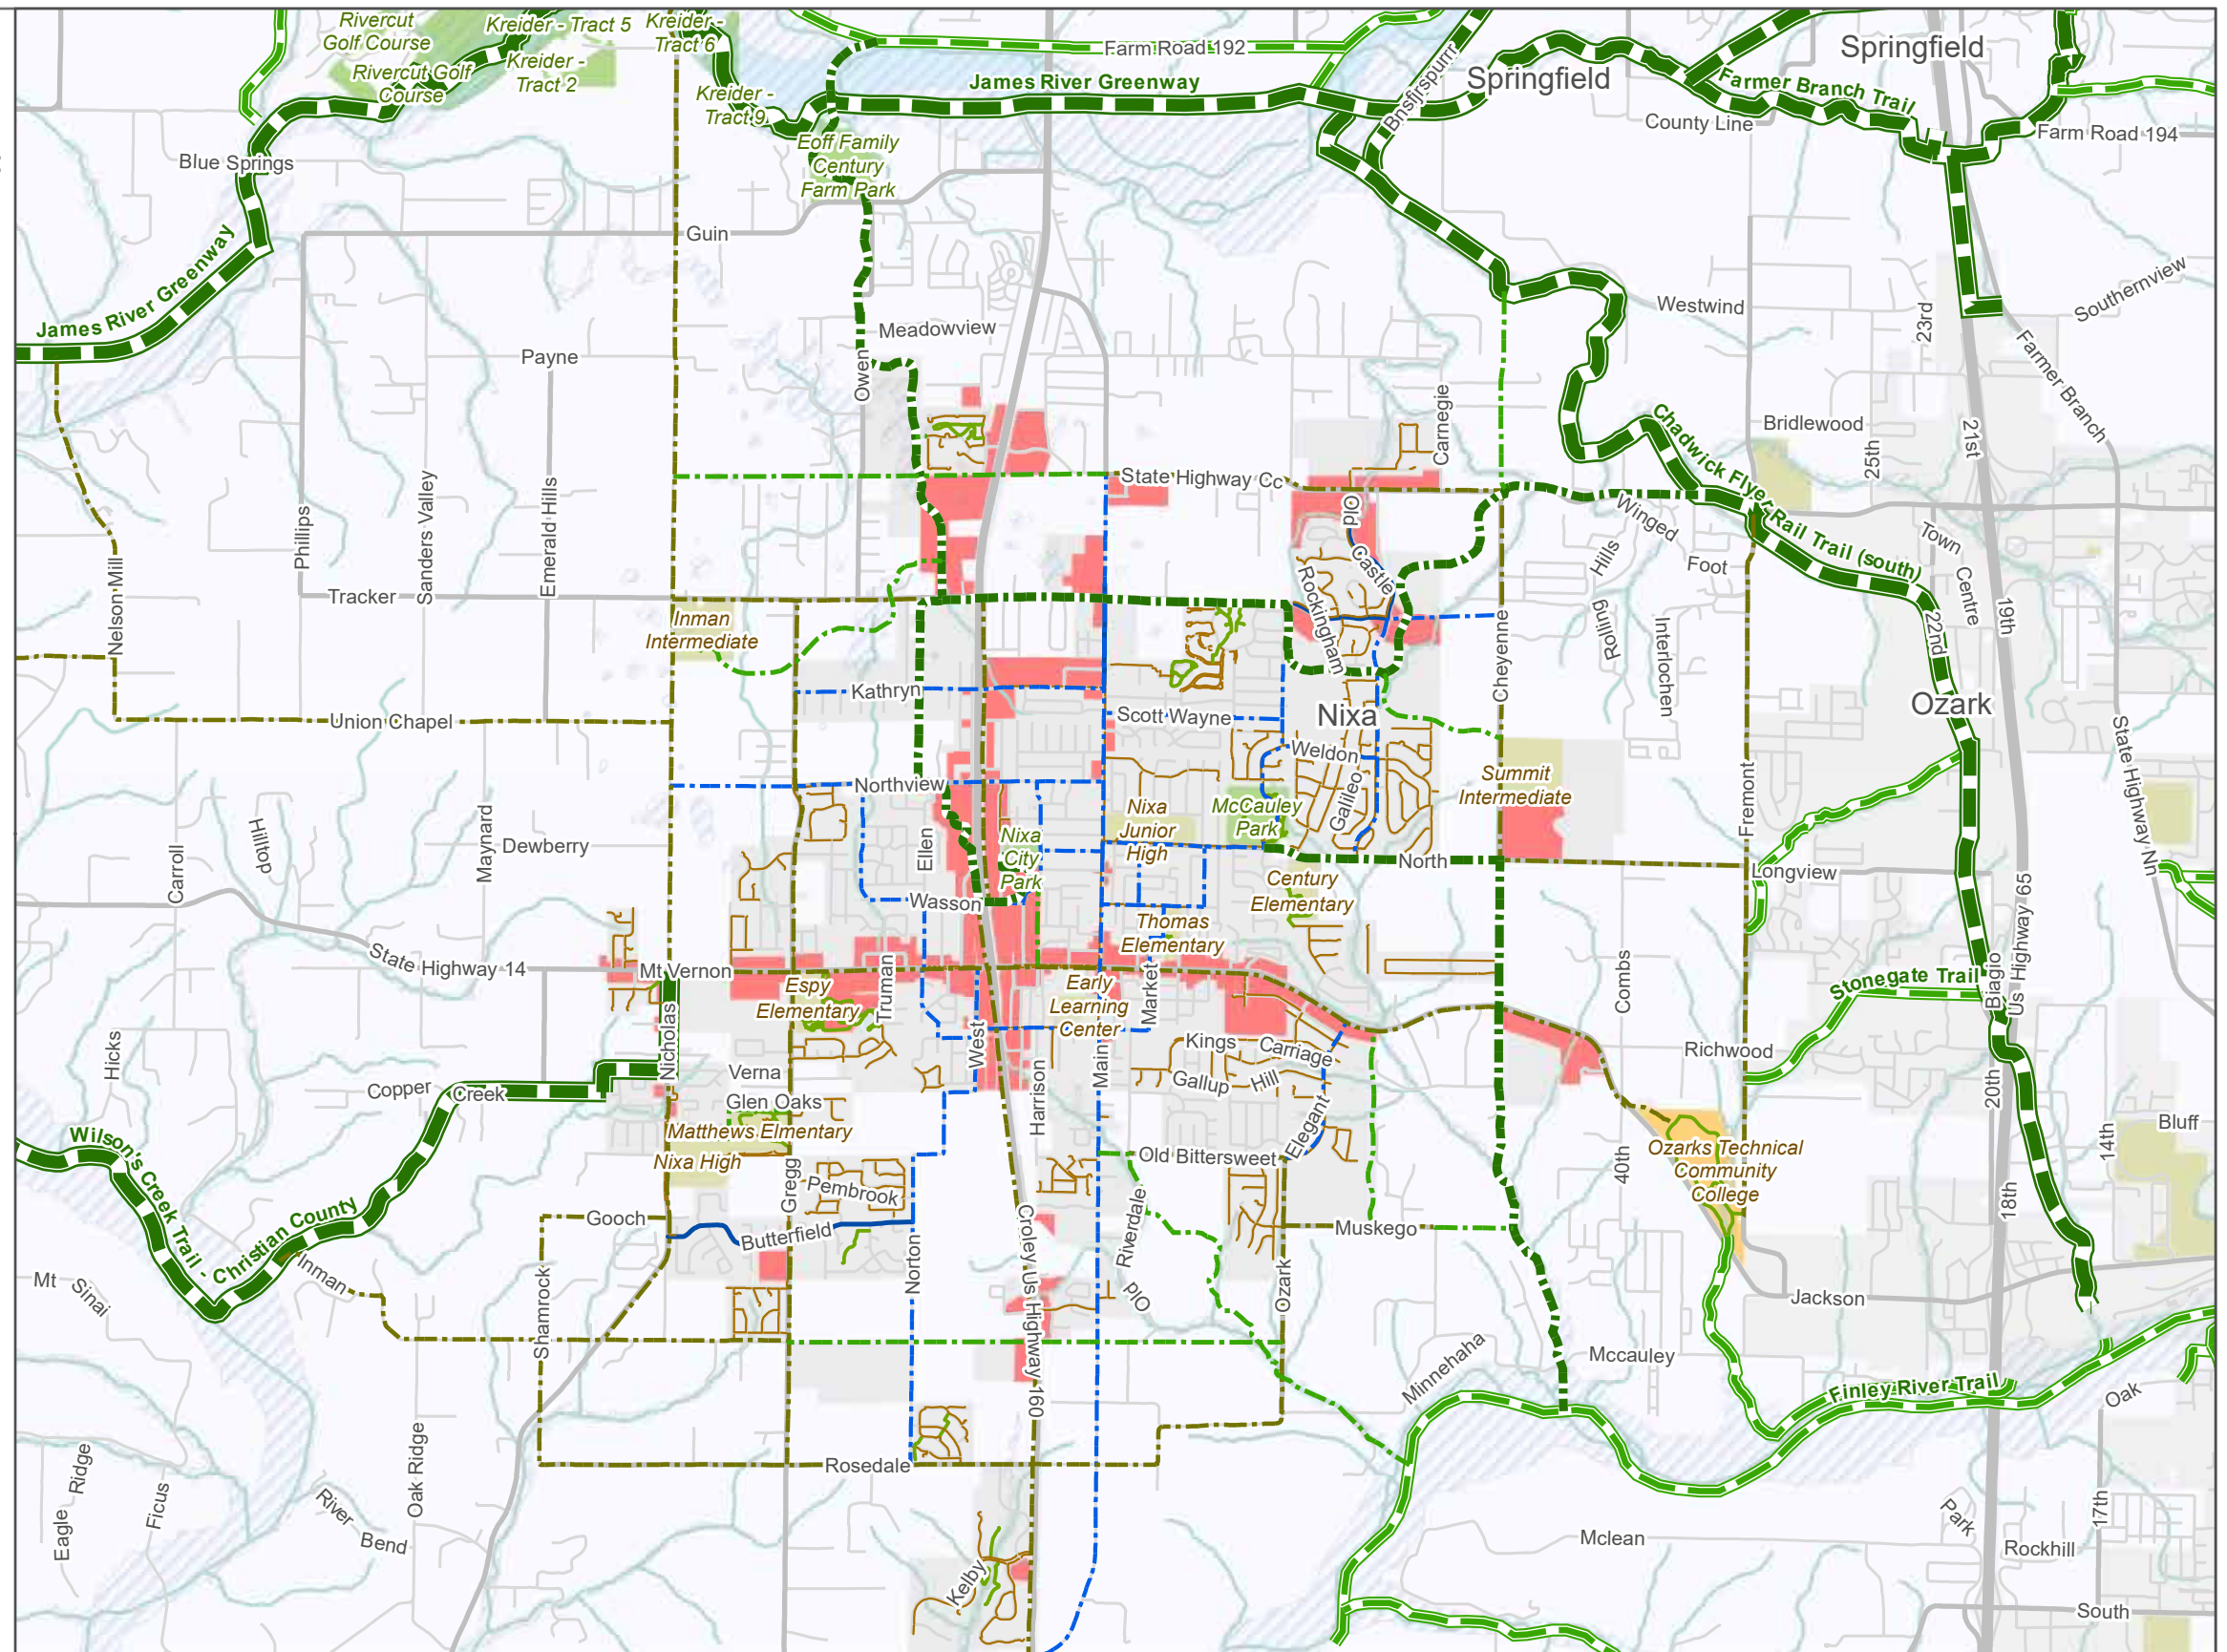 Rivercut
Golf Course
Kreider - Tract 5
Kreider -
Tract 6
Kreider -
Tract 2
Rivercut Golf
Course
Kreider -
Tract 9
Farm Road 192
James River Greenway
Bnsfjrspurrr
Springfield
Springfield
Farmer Branch Trail
County Line
Farm Road 194
Eoff Family
Century
Farm Park
Blue Springs
Guin
James River Greenway
Meadowview
Payne
Owen
Westwind
23rd
Southernview
Farmer Branch
Carnegie
Bridlewood
25th
21st
Chadwick Flyer Rail Trail (south)
State Highway Cc
Old
Castle
Rockingham
Winged
Foot
Hills
Rolling
Interlochen
Town
Centre
19th
22nd
Nelson Mill
Phillips
Sanders Valley
Emerald Hills
Tracker
Inman
Intermediate
Cheyenne
Kathryn
Scott Wayne
Nixa
Ozark
Union Chapel
Weldon
Galileo
Northview
Summit
Intermediate
Fremont
State Highway Nn
Nixa
Junior
High
McCauley
Park
Nixa
City
Park
Ellen
Maynard
Hilltop
Carroll
Dewberry
North
Longview
Century
Elementary
Wasson
Thomas
Elementary
Us Highway 65
State Highway 14
Mt Vernon
Espy
Elementary
Truman
Early
Learning
Center
Market
Combs
Stonegate Trail
Biagio
Nicholas
West
Main
Harrison
Kings
Carriage
Gallup
Hill
Richwood
Hicks
Copper
Creek
Verna
Glen Oaks
20th
Bluff
14th
Matthews Elmentary
Nixa High
Old Bittersweet
Elegant
40th
Ozarks Technical
Community
College
Wilson's Creek Trail - Christian County
Gregg
Pembrook
18th
Gooch
Butterfield
Muskego
Riverdale
Old
Croley
Us Highway 160
Norton
Ozark
Inman
Mt
Sinai
Shamrock
Jackson
Minnehaha
Mccauley
Finley River Trail
Oak
Rosedale
Oak Ridge
Eagle
Ridge
Ficus
River
Bend
Park
17th
Mclean
Rockhill
Kelby
South